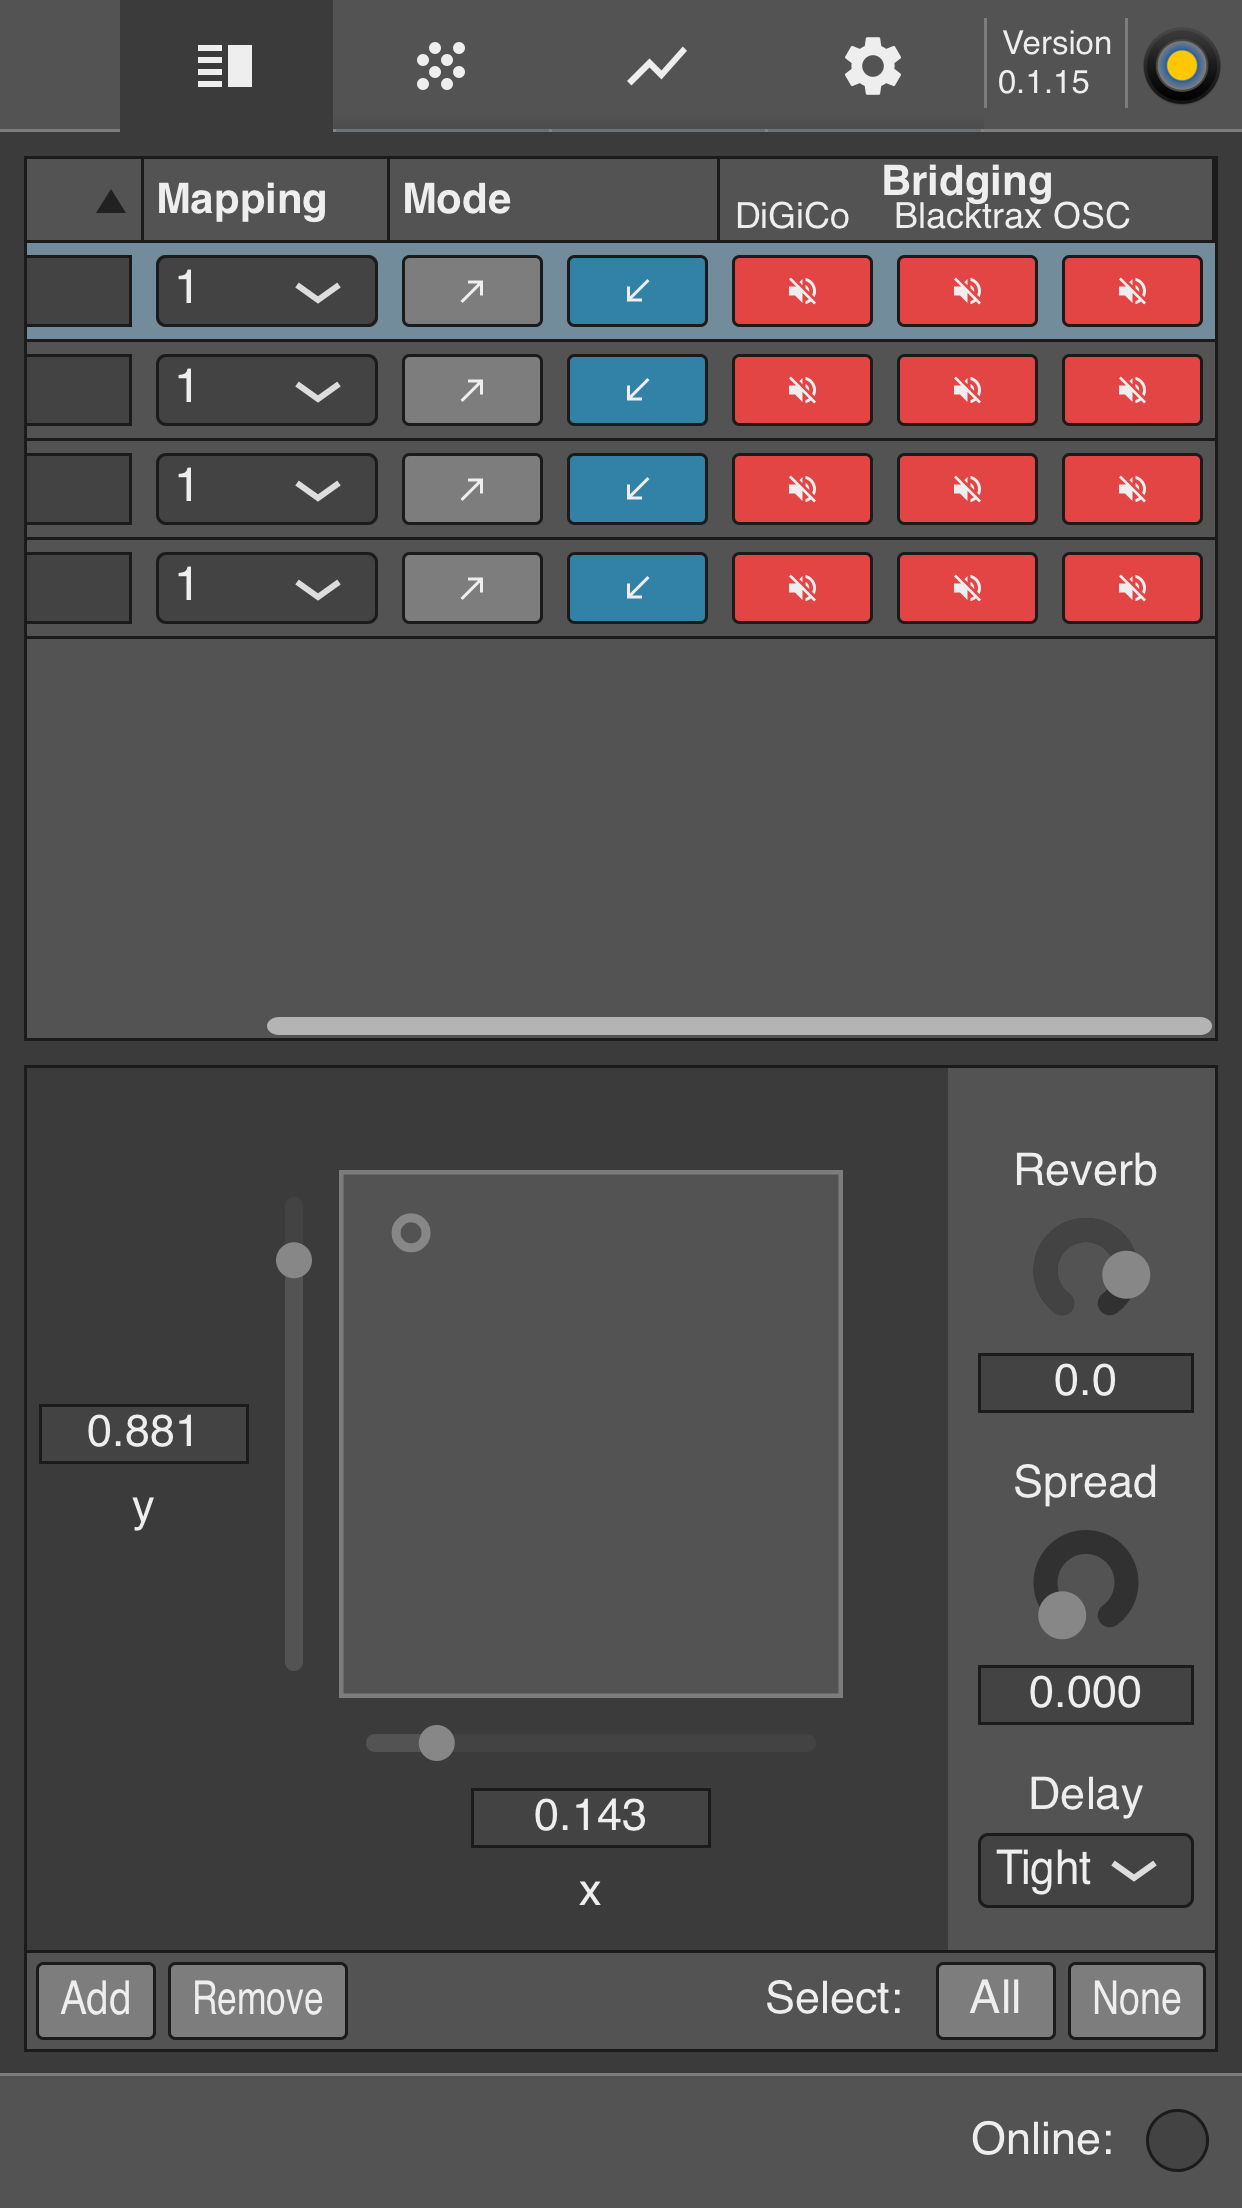 Version
0.1.15
Mapping
Mode
Bridging
DiGiCo
Blacktrax OSC
1
1
1
1
Reverb
0.0
0.881
y
Spread
0.000
0.143
x
Delay
Tight
Add
Remove
Select:
All
None
Online: